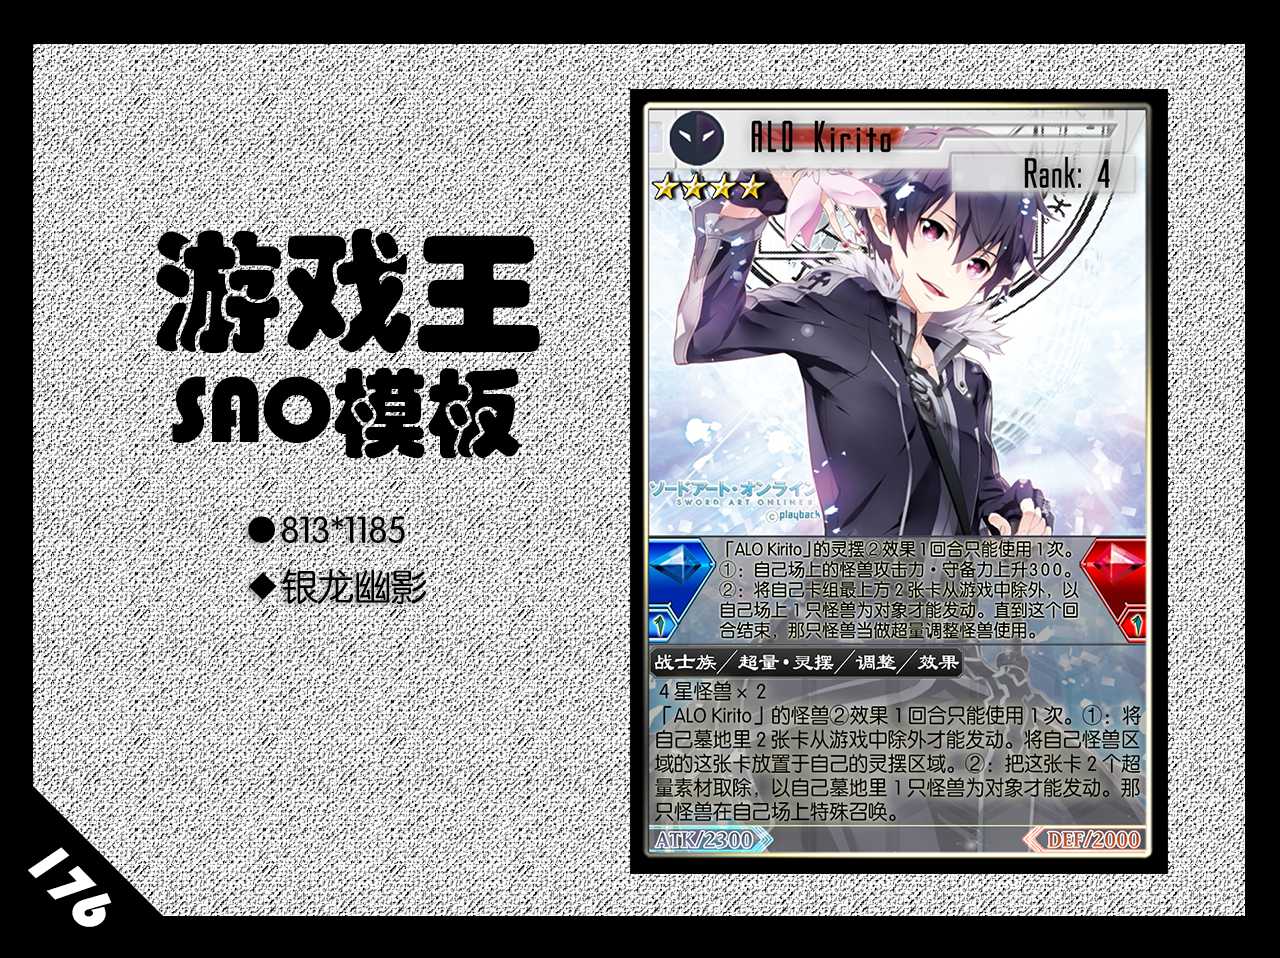 游戏王
SAO模板
●813*1185
◆银龙幽影
176
ALO Kirito
Rank: 4
ソードアート・オンライン
SWORD ART ONLINE
©playback
「ALO Kirito」的灵摆②效果1回合只能使用1次。
①：自己场上的怪兽攻击力・守备力上升300。
②：将自己卡组最上方2张卡从游戏中除外，以
自己场上1只怪兽为对象才能发动。直到这个回
合结束，那只怪兽当做超量调整怪兽使用。
1
1
战士族／超量・灵摆／调整／效果
4星怪兽×2
「ALO Kirito」的怪兽②效果1回合只能使用1次。①：将
自己墓地里2张卡从游戏中除外才能发动。将自己怪兽区
域的这张卡放置于自己的灵摆区域。②：把这张卡2个超
量素材取除，以自己墓地里1只怪兽为对象才能发动。那
只怪兽在自己场上特殊召唤。
ATK/2300
DEF/2000